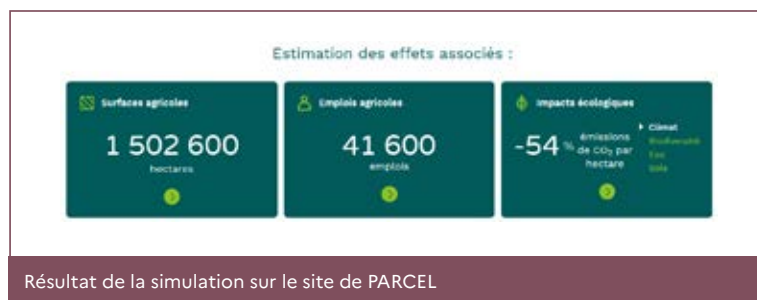 Estimation des effets associés :
Surfaces agricoles
1 502 600
hectares
Emplois agricoles
41 600
emplois
Impacts écologiques
-54 % émissions de CO₂ par hectare
Climat
Biodiversité
Eau
Sols
Résultat de la simulation sur le site de PARCEL